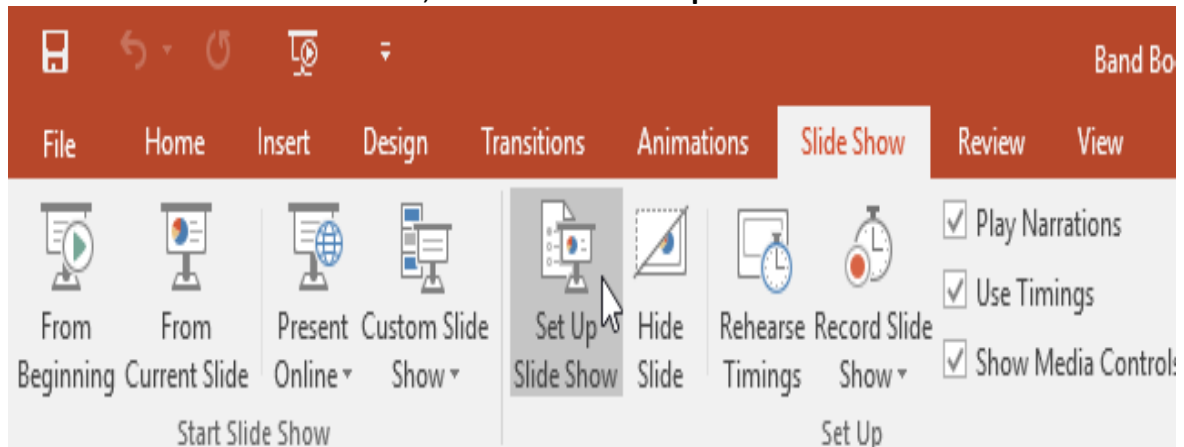 Band Bo
File Home Insert Design Transitions Animations Slide Show Review View
From Beginning
From Current Slide
Present Online
Custom Slide Show
Set Up Slide Show
Hide Slide
Rehearse Timings
Record Slide Show
Play Narrations
Use Timings
Show Media Controls
Start Slide Show
Set Up